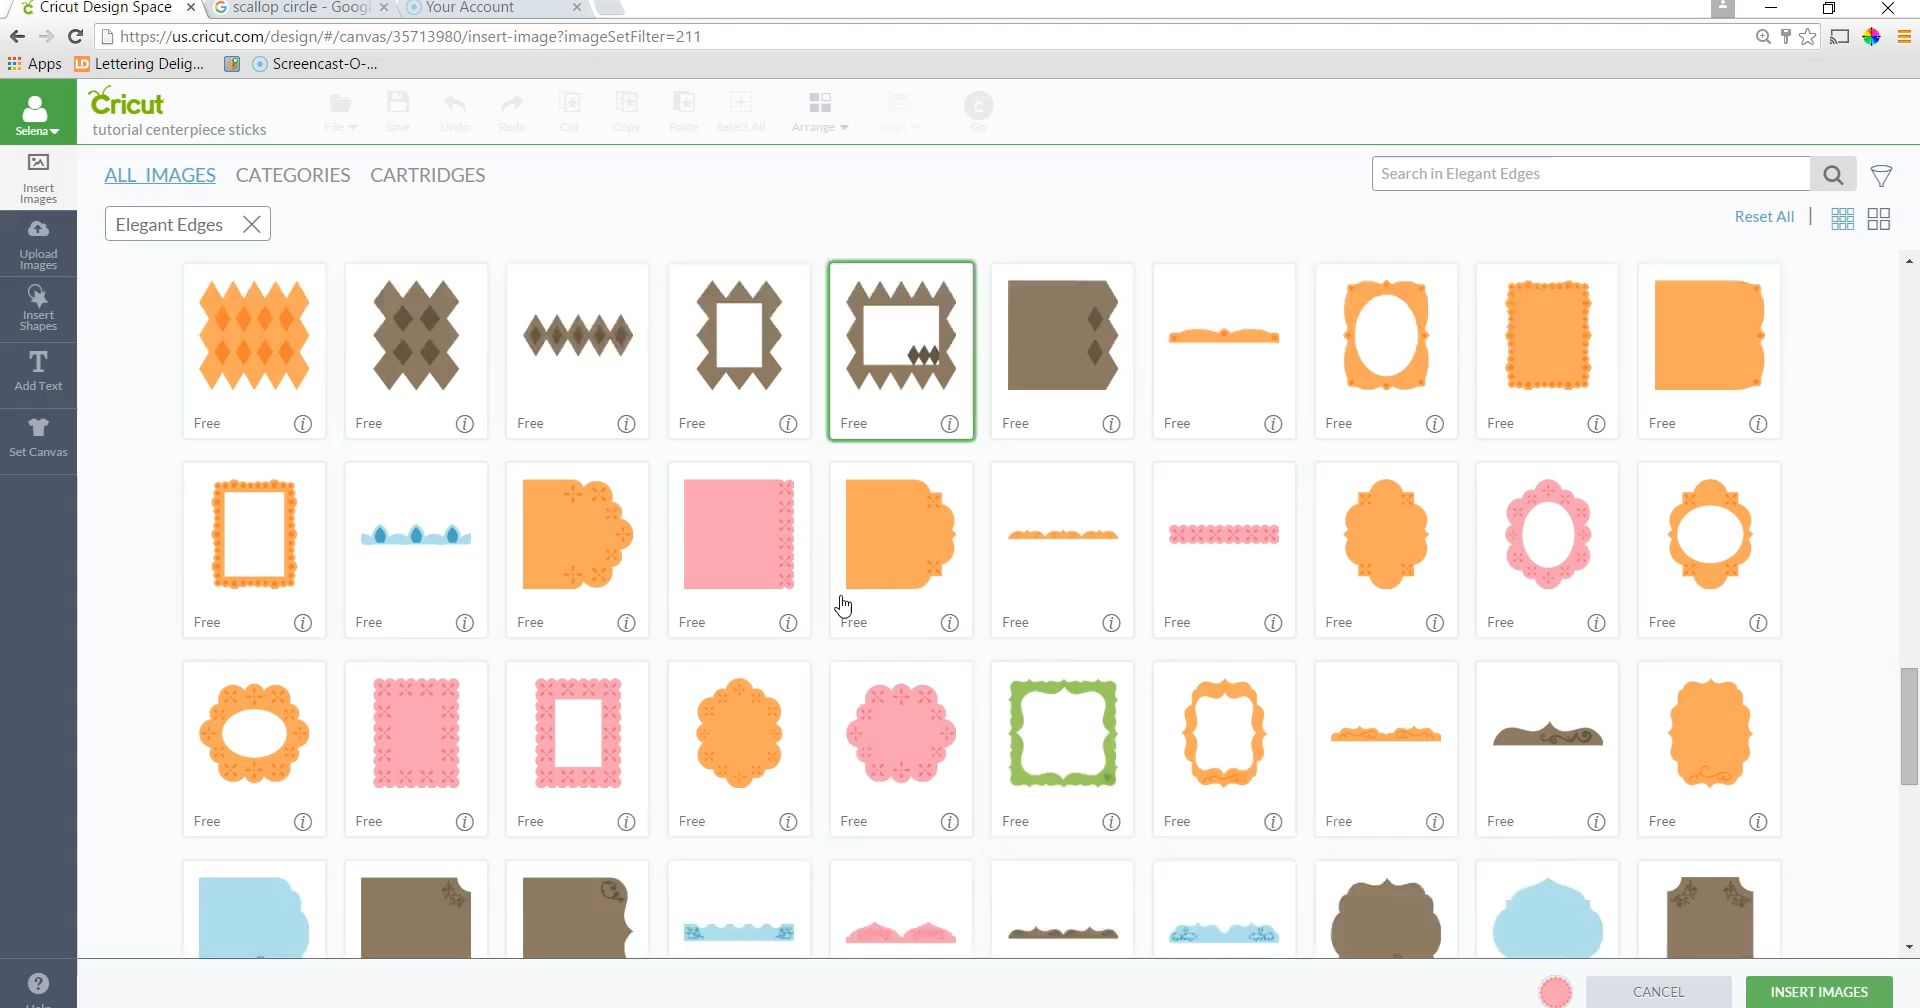 Cricut Design Space × scallop circle - Googl × Your Account ×
https://us.cricut.com/design/#/canvas/35713980/insert-image?imageSetFilter=211
Apps LD Lettering Delig... Screencast-O-...
Selena
Cricut
tutorial centerpiece sticks
File Save Undo Redo Cut Copy Paste Select All Arrange Align Go
Insert
Images
Upload
Images
Insert
Shapes
Add Text
Set Canvas
ALL IMAGES CATEGORIES CARTRIDGES
Search in Elegant Edges
Elegant Edges
Reset All
Free Free Free Free Free Free Free Free Free Free
Free Free Free Free Free Free Free Free Free Free
Free Free Free Free Free Free Free Free Free Free
CANCEL INSERT IMAGES